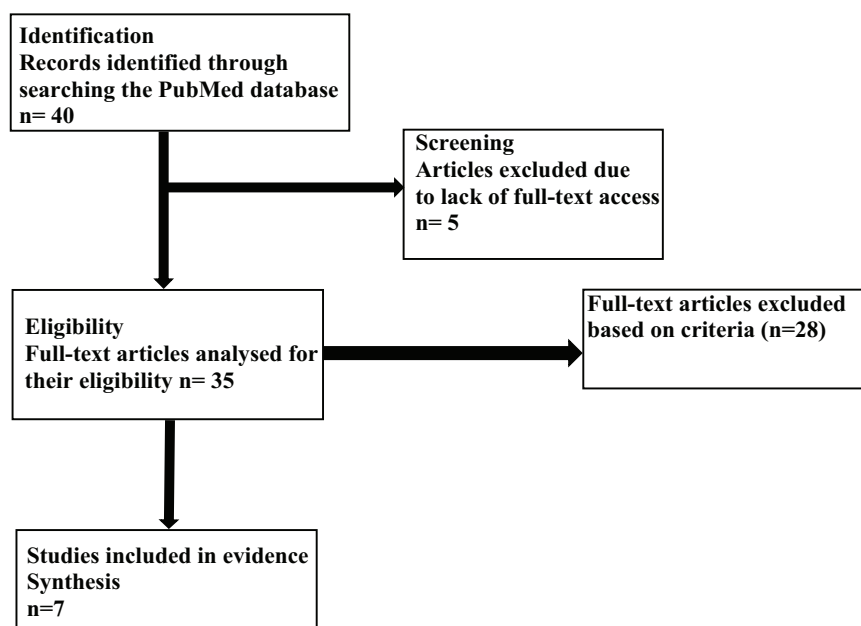 Identification
Records identified through
searching the PubMed database
n= 40
Screening
Articles excluded due
to lack of full-text access
n= 5
Eligibility
Full-text articles analysed for
their eligibility n= 35
Full-text articles excluded
based on criteria (n=28)
Studies included in evidence
Synthesis
n=7